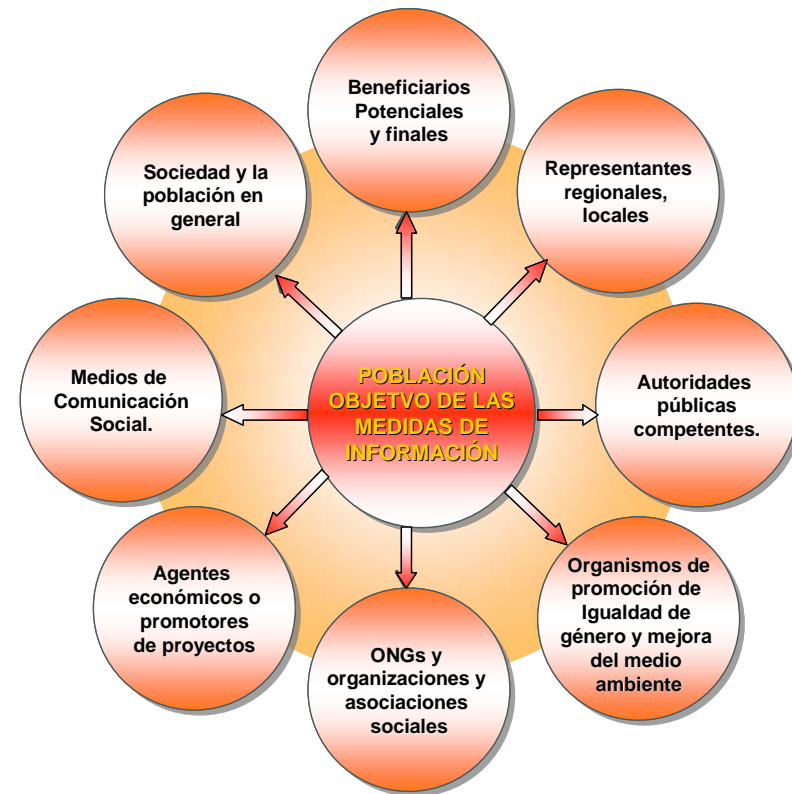 Beneficiarios
Potenciales
y finales
Representantes
regionales,
locales
Sociedad y la
población en
general
Autoridades
públicas
competentes.
POBLACIÓN
OBJETVO DE LAS
MEDIDAS DE
INFORMACIÓN
Medios de
Comunicación
Social.
Organismos de
promoción de
Igualdad de
género y mejora
del medio
ambiente
Agentes
económicos o
promotores
de proyectos
ONGs y
organizaciones y
asociaciones
sociales